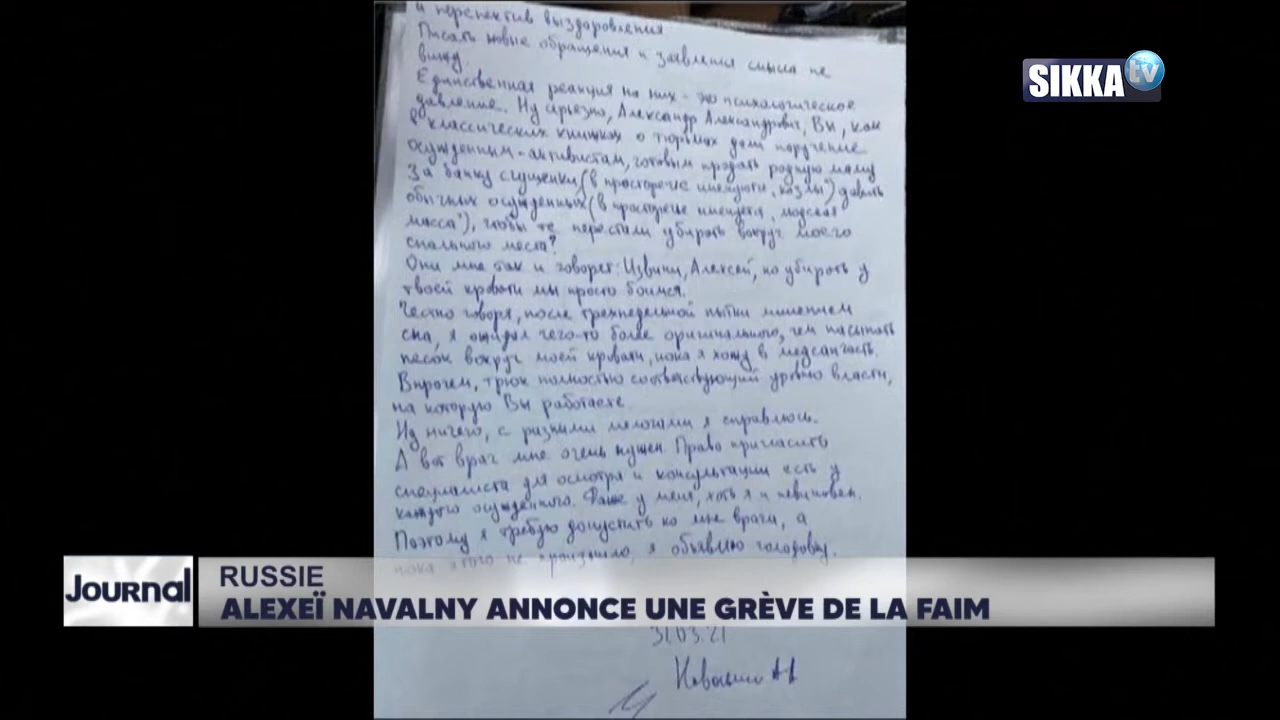 и перспектив выздоровления.
Писать новые обращения и заявления смысла не
вижу.
Единственная реакция на них - это психологическое
давление. Ну серьезно, Александр Александрович, Вы, как
в классических книжках о тюрьмах дали поручение
осужденным-активистам, готовым продать родную маму
за банку сгущенки (в просторечие именуются "козлы") давить
обычных осужденных (в просторечье именуется "людская
масса"), чтобы те перестали убирать вокруг моего
спального места?
Они мне так и говорят: Извини, Алексей, но убирать у
твоей кровати мы просто боимся.
Честно говоря, после трехнедельной пытки лишением
сна, я ожидал чего-то более оригинального, чем насыпать
песок вокруг моей кровати, пока я хожу в медсанчасть.
Впрочем, трюк полностью соответствующий уровню власти,
на которую Вы работаете.
Ну ничего, с разными мелочами я справлюсь.
А вот врач мне очень нужен. Право пригласить
специалиста для осмотра и консультации есть у
каждого осужденного. Даже у меня, хоть я и невиновен.
Поэтому я требую допустить ко мне врача, а
пока этого не произошло, я объявляю голодовку.
31.03.21
Навальный А
SIKKA tv
Journal
RUSSIE
ALEXEÏ NAVALNY ANNONCE UNE GRÈVE DE LA FAIM